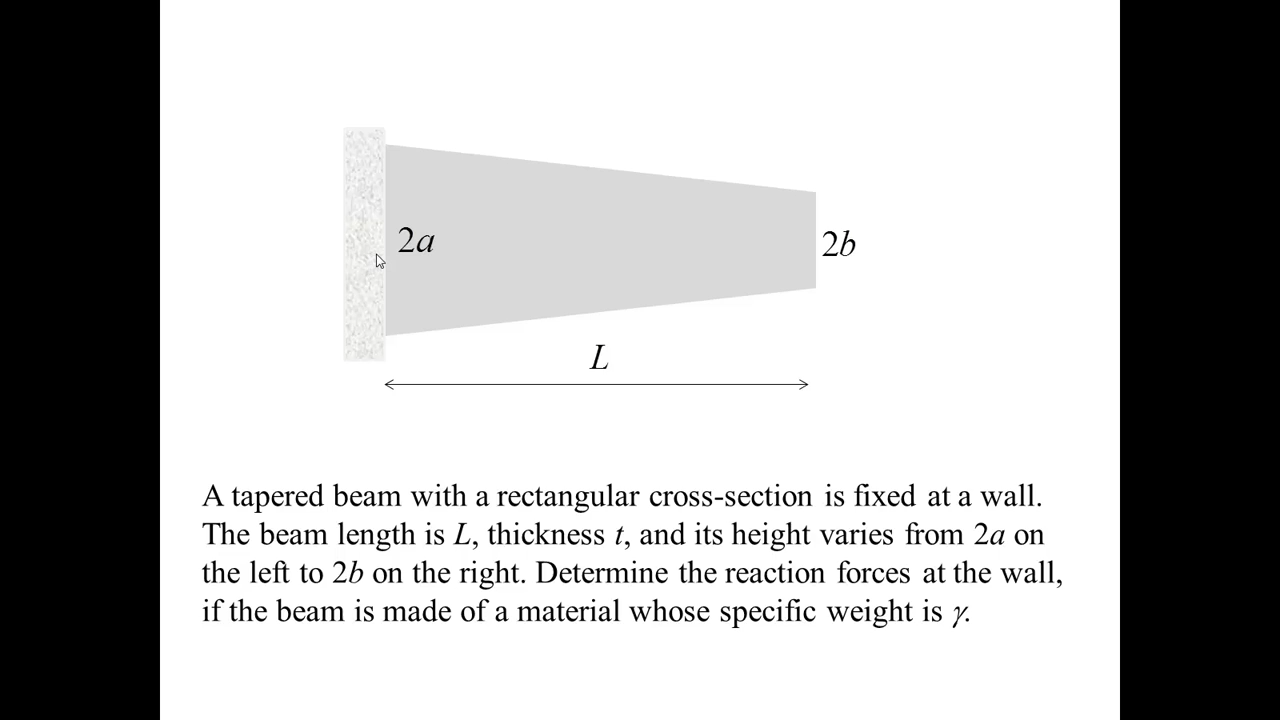 2a
2b
L
A tapered beam with a rectangular cross-section is fixed at a wall.
The beam length is L, thickness t, and its height varies from 2a on
the left to 2b on the right. Determine the reaction forces at the wall,
if the beam is made of a material whose specific weight is γ.